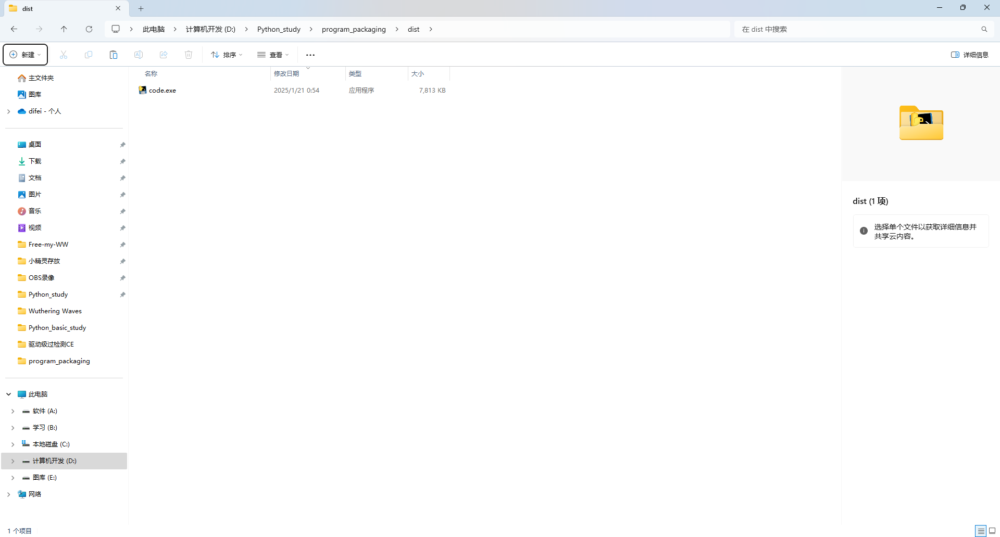 dist
此电脑
计算机开发 (D:)
Python_study
program_packaging
dist
在 dist 中搜索
新建
排序
查看
详细信息
主文件夹
图库
difei - 个人
桌面
下载
文档
图片
音乐
视频
Free-my-WW
小精灵存放
OBS录像
Python_study
Wuthering Waves
Python_basic_study
驱动级过检测CE
program_packaging
此电脑
软件 (A:)
学习 (B:)
本地磁盘 (C:)
计算机开发 (D:)
图库 (E:)
网络
名称 修改日期 类型 大小
code.exe 2025/1/21 0:54 应用程序 7,813 KB
dist (1 项)
选择单个文件以获取详细信息并
共享云内容。
1 个项目